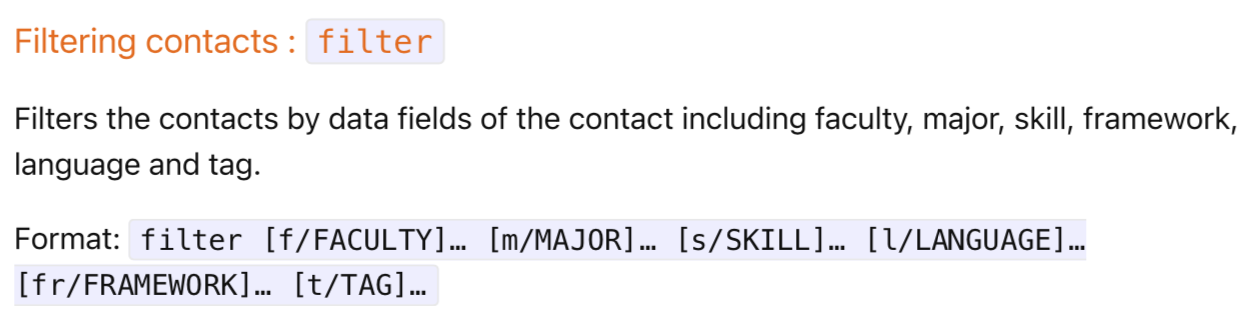 Filtering contacts : filter
Filters the contacts by data fields of the contact including faculty, major, skill, framework,
language and tag.
Format: filter [f/FACULTY]… [m/MAJOR]… [s/SKILL]… [l/LANGUAGE]…
[fr/FRAMEWORK]… [t/TAG]…